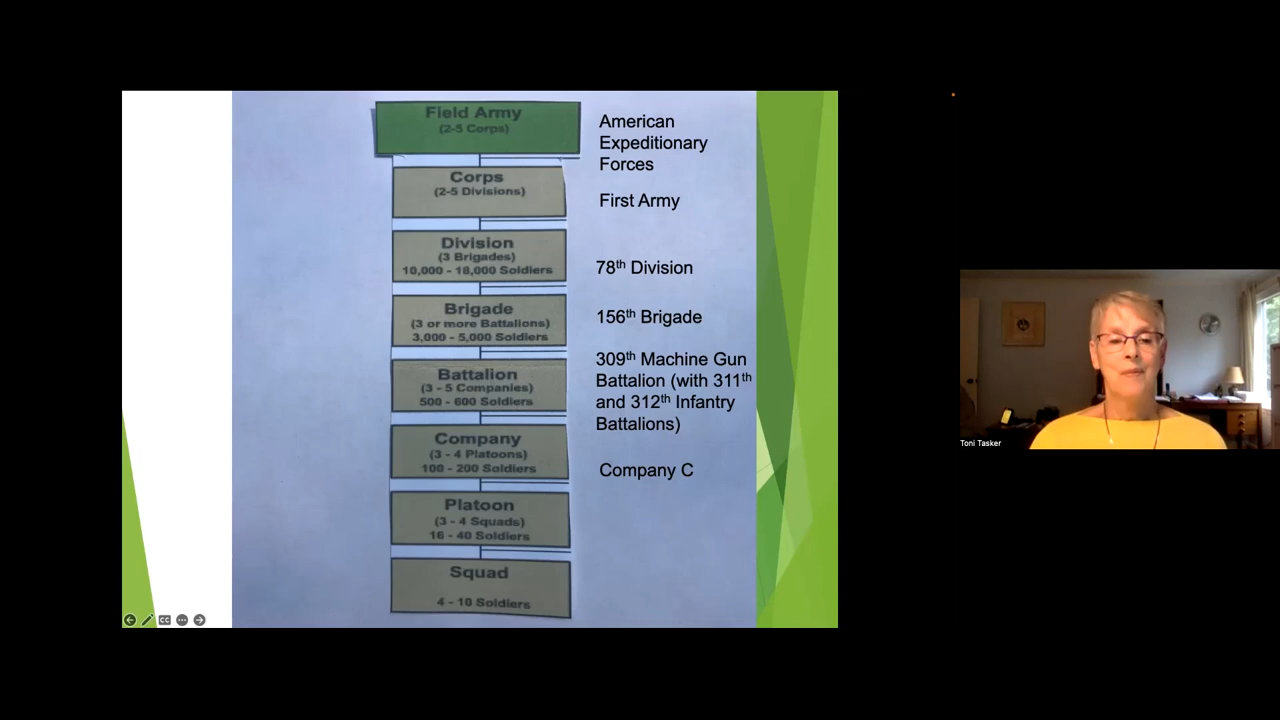 Field Army
(2-5 Corps)
American
Expeditionary
Forces
Corps
(2-5 Divisions)
First Army
Division
(3 Brigades)
10,000 - 18,000 Soldiers
78th Division
Brigade
(3 or more Battalions)
3,000 - 5,000 Soldiers
156th Brigade
Battalion
(3 - 5 Companies)
500 - 600 Soldiers
309th Machine Gun
Battalion (with 311th
and 312th Infantry
Battalions)
Company
(3 - 4 Platoons)
100 - 200 Soldiers
Company C
Platoon
(3 - 4 Squads)
16 - 40 Soldiers
Squad
4 - 10 Soldiers
CC
Toni Tasker